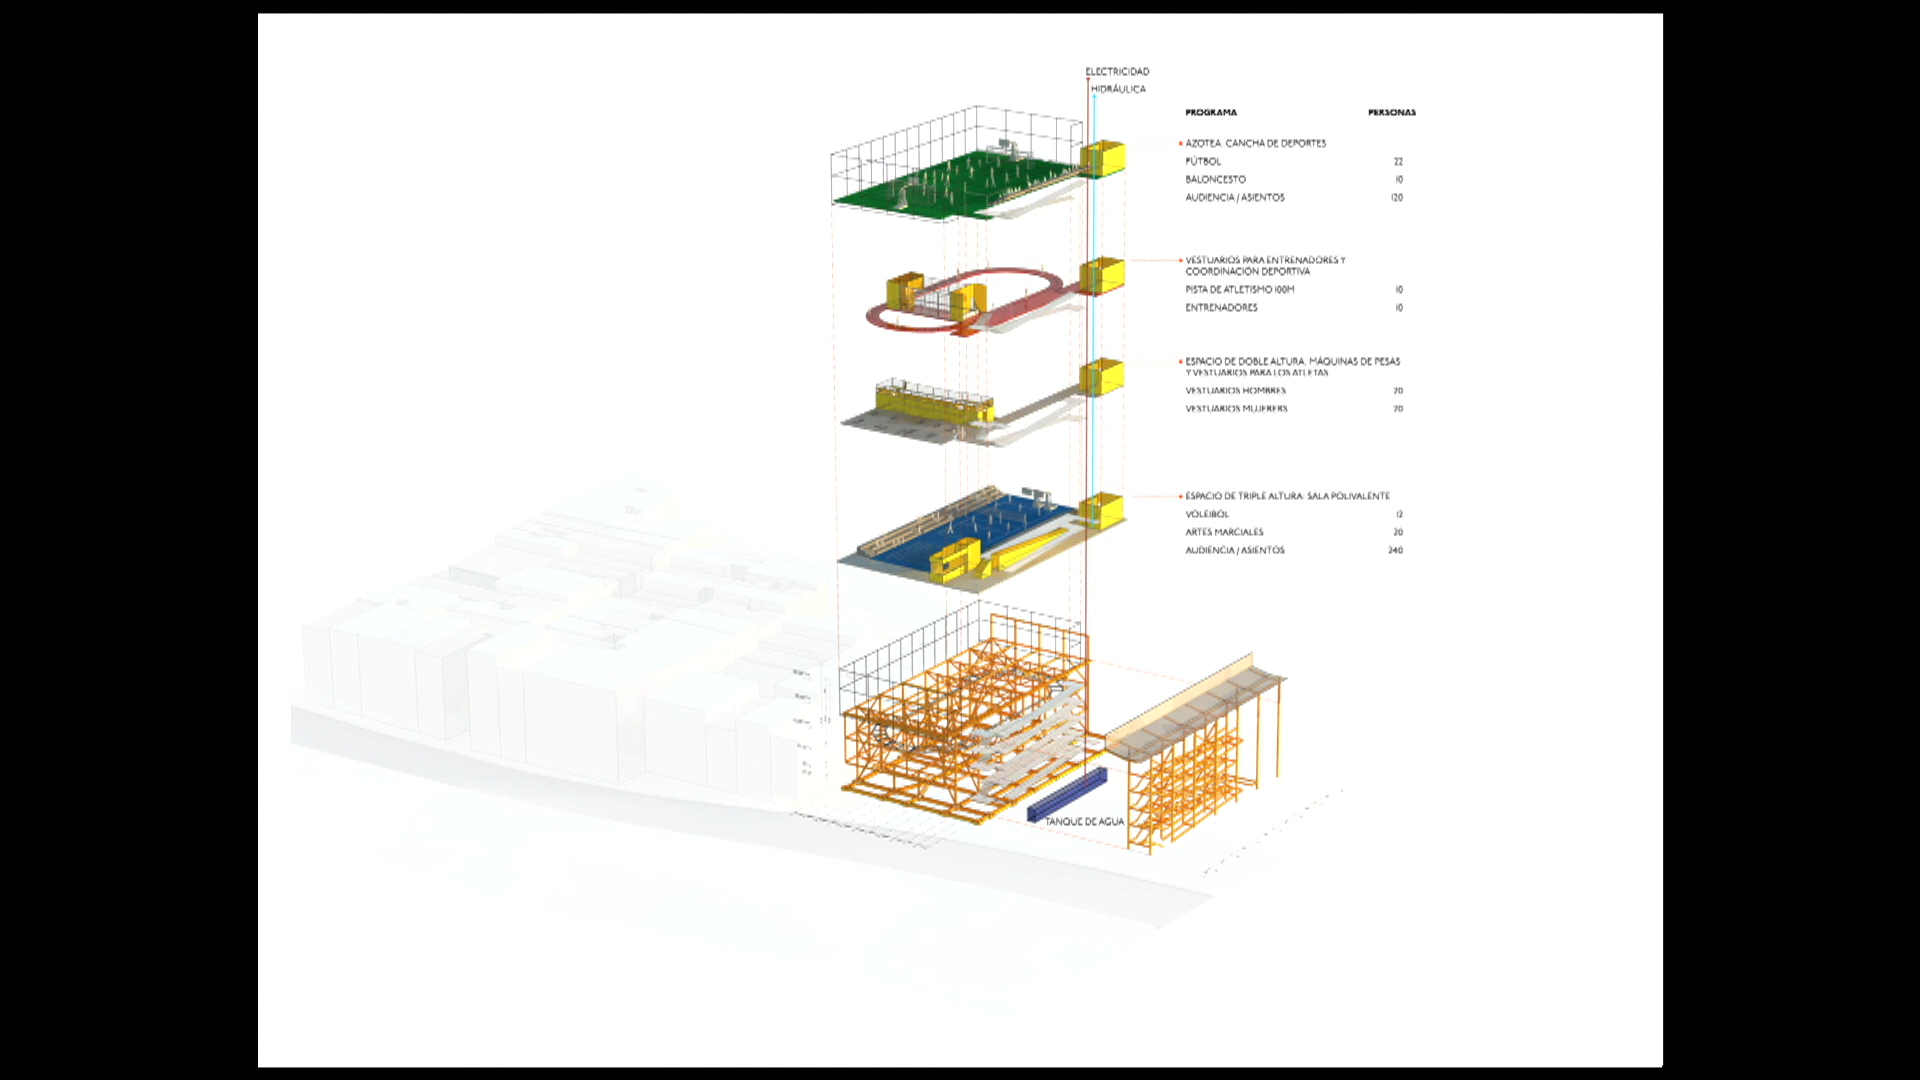 ELECTRICIDAD
HIDRÁULICA
PROGRAMA PERSONAS
AZOTEA: CANCHA DE DEPORTES
FÚTBOL 22
BALONCESTO 10
AUDIENCIA / ASIENTOS 120
VESTUARIOS PARA ENTRENADORES Y
COORDINACIÓN DEPORTIVA
PISTA DE ATLETISMO 100M 10
ENTRENADORES 10
ESPACIO DE DOBLE ALTURA: MÁQUINAS DE PESAS
Y VESTUARIOS PARA LOS ATLETAS
VESTUARIOS HOMBRES 20
VESTUARIOS MUJERERS 20
ESPACIO DE TRIPLE ALTURA: SALA POLIVALENTE
VOLEIBOL 12
ARTES MARCIALES 20
AUDIENCIA / ASIENTOS 240
TANQUE DE AGUA